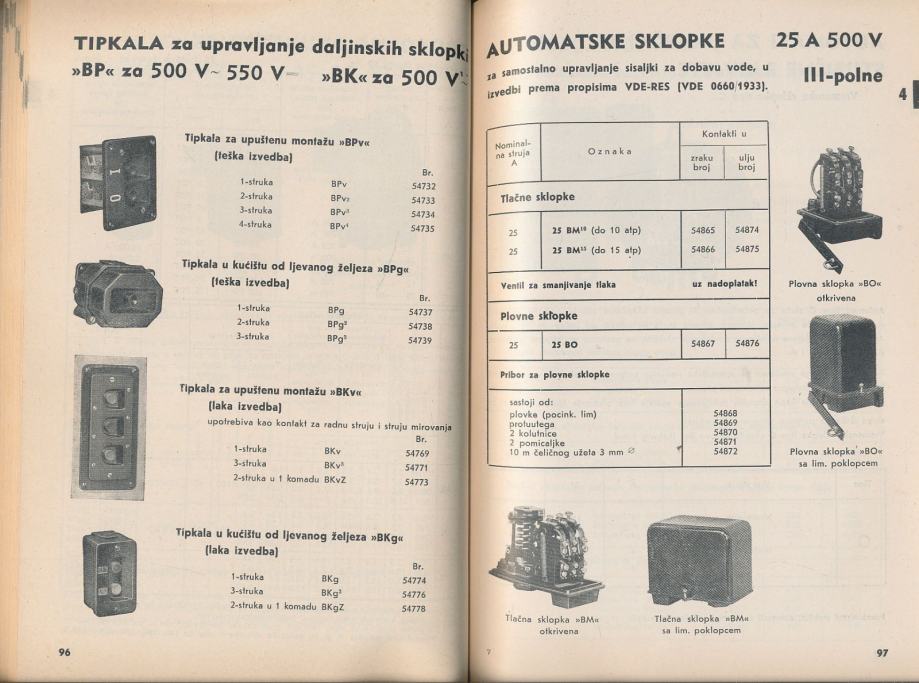 TIPKALA za upravljanje daljinskih sklopki
»BP« za 500 V~ 550 V= »BK« za 500 V~
Tipkala za upuštenu montažu »BPv«
(teška izvedba)
Br.
1-struka BPv 54732
2-struka BPv² 54733
3-struka BPv³ 54734
4-struka BPv⁴ 54735
Tipkala u kućištu od ljevanog željeza »BPg«
(teška izvedba)
Br.
1-struka BPg 54737
2-struka BPg² 54738
3-struka BPg³ 54739
Tipkala za upuštenu montažu »BKv«
(laka izvedba)
upotrebiva kao kontakt za radnu struju i struju mirovanja
Br.
1-struka BKv 54769
3-struka BKv³ 54771
2-struka u 1 komadu BKvZ 54773
Tipkala u kućištu od ljevanog željeza »BKg«
(laka izvedba)
Br.
1-struka BKg 54774
3-struka BKg³ 54776
2-struka u 1 komadu BKgZ 54778
96
AUTOMATSKE SKLOPKE 25 A 500 V
za samostalno upravljanje sisaljki za dobavu vode, u
izvedbi prema propisima VDE-RES (VDE 0660/1933).
III-polne
4
Nominal-
na struja
A
Oznaka
Kontakti u
zraku
broj
ulju
broj
Tlačne sklopke
25 25 BM¹⁰ (do 10 atp) 54865 54874
25 25 BM¹⁵ (do 15 atp) 54866 54875
Ventil za smanjivanje tlaka uz nadoplatak!
Plovne sklopke
25 25 BO 54867 54876
Pribor za plovne sklopke
sastoji od:
plovka (pocink. lim) 54868
protuutega 54869
2 kolutnice 54870
2 pomicaljke 54871
10 m čeličnog užeta 3 mm ∅ 54872
Plovna sklopka »BO«
otkrivena
Plovna sklopka »BO«
sa lim. poklopcem
Tlačna sklopka »BM«
otkrivena
Tlačna sklopka »BM«
sa lim. poklopcem
7
97